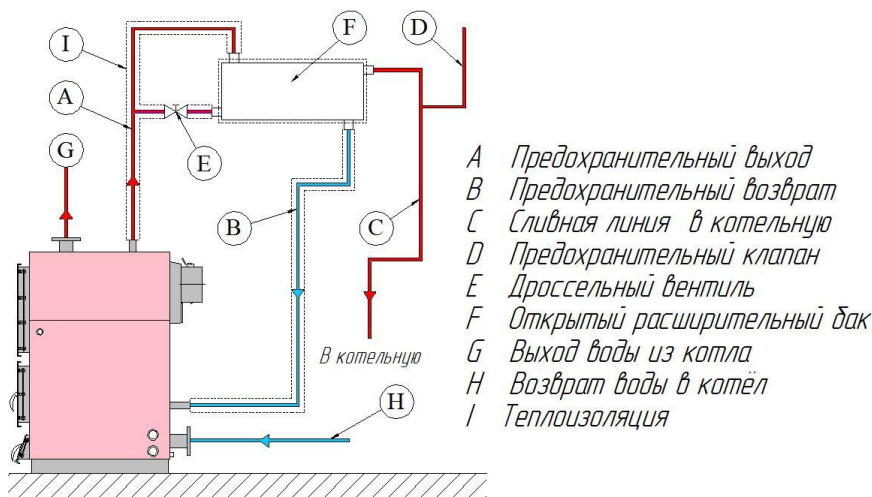 I
F
D
A
G
E
B
C
H
В котельную
A Предохранительный выход
B Предохранительный возврат
C Сливная линия в котельную
D Предохранительный клапан
E Дроссельный вентиль
F Открытый расширительный бак
G Выход воды из котла
H Возврат воды в котёл
I Теплоизоляция